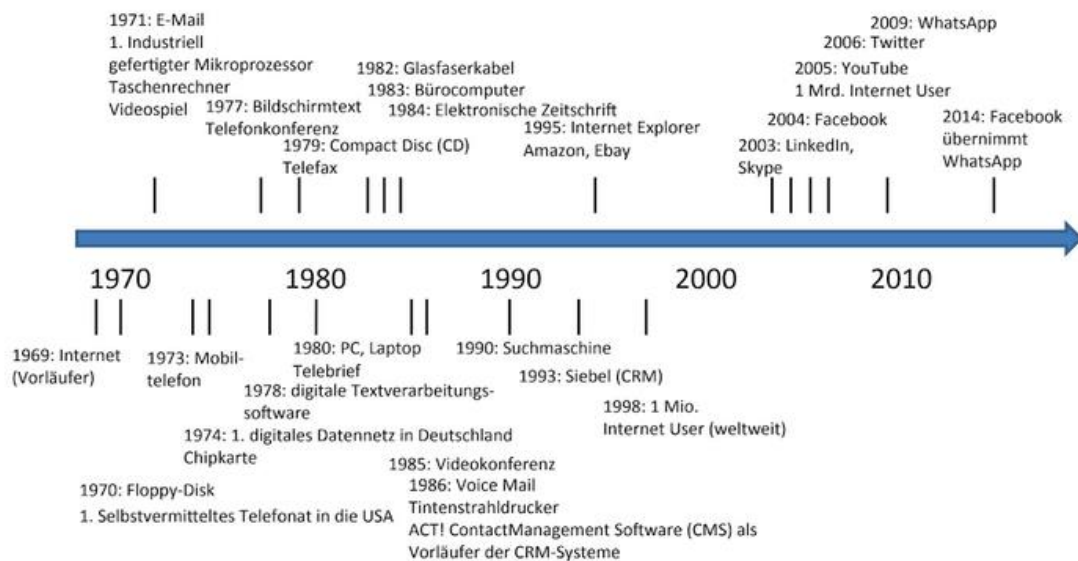 1971: E-Mail
1. Industriell
gefertigter Mikroprozessor
Taschenrechner
Videospiel
1977: Bildschirmtext
Telefonkonferenz
1979: Compact Disc (CD)
Telefax
1982: Glasfaserkabel
1983: Bürocomputer
1984: Elektronische Zeitschrift
1995: Internet Explorer
Amazon, Ebay
2003: LinkedIn,
Skype
2004: Facebook
2005: YouTube
1 Mrd. Internet User
2006: Twitter
2009: WhatsApp
2014: Facebook
übernimmt
WhatsApp
1970
1980
1990
2000
2010
1969: Internet
(Vorläufer)
1970: Floppy-Disk
1. Selbstvermitteltes Telefonat in die USA
1973: Mobil-
telefon
1974: 1. digitales Datennetz in Deutschland
Chipkarte
1978: digitale Textverarbeitungs-
software
1980: PC, Laptop
Telebrief
1985: Videokonferenz
1986: Voice Mail
Tintenstrahldrucker
ACT! ContactManagement Software (CMS) als
Vorläufer der CRM-Systeme
1990: Suchmaschine
1993: Siebel (CRM)
1998: 1 Mio.
Internet User (weltweit)